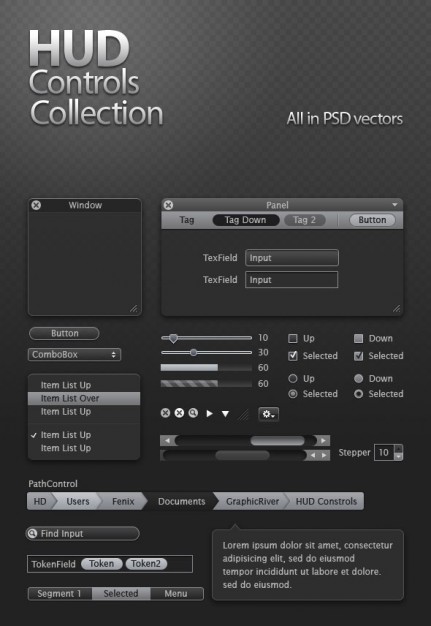 HUD
Controls
Collection
All in PSD vectors
Window
Panel
Tag Tag Down Tag 2 Button
TexField Input
TexField Input
Button
ComboBox
Item List Up
Item List Over
Item List Up
Item List Up
Item List Up
10
30
60
60
Up Down
Selected Selected
Up Down
Selected Selected
Stepper 10
PathControl
HD Users Fenix Documents GraphicRiver HUD Constrols
Find Input
TokenField Token Token2
Segment 1 Selected Menu
Lorem ipsum dolor sit amet, consectetur
adipisicing elit, sed do eiusmod
tempor incididunt ut labore et dolore.
sed do eiusmod.